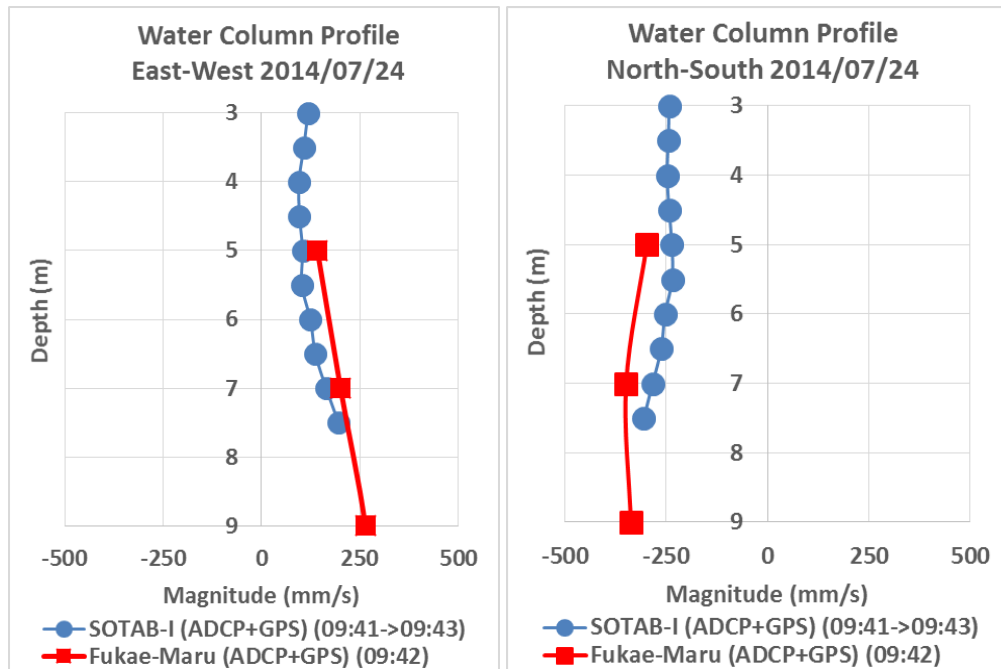 Water Column Profile
East-West 2014/07/24
3
4
5
6
7
8
9
-500
-250
0
250
500
Depth (m)
Magnitude (mm/s)
SOTAB-I (ADCP+GPS) (09:41->09:43)
Fukae-Maru (ADCP+GPS) (09:42)
Water Column Profile
North-South 2014/07/24
3
4
5
6
7
8
9
-500
-250
0
250
500
Depth (m)
Magnitude (mm/s)
SOTAB-I (ADCP+GPS) (09:41->09:43)
Fukae-Maru (ADCP+GPS) (09:42)